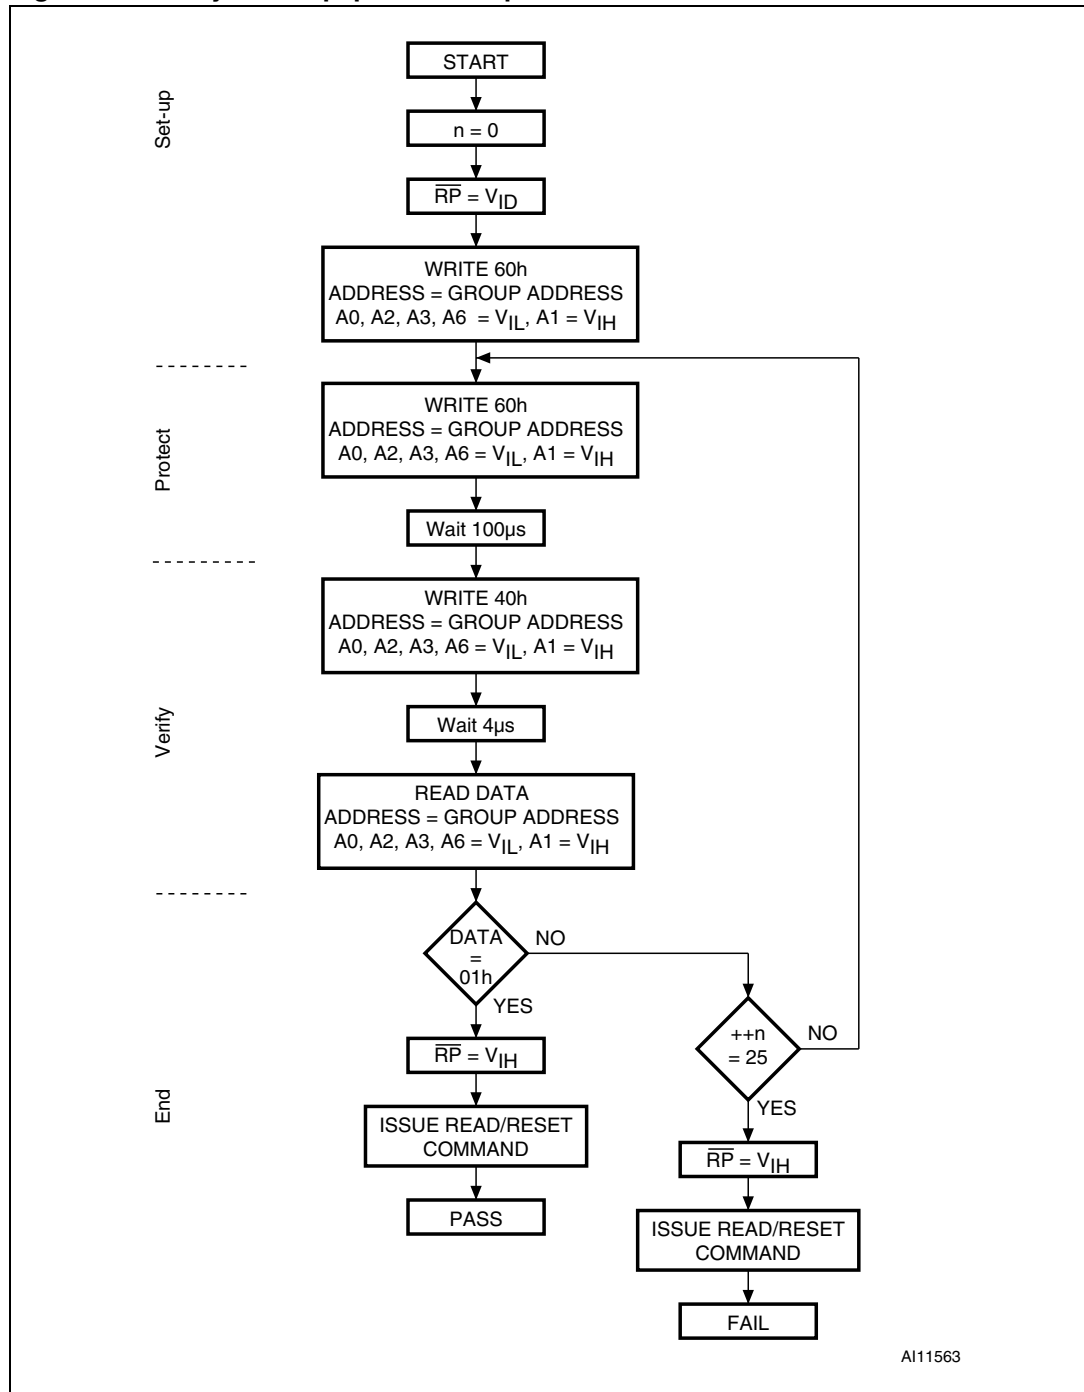 START
Set-up
n = 0
RP = VID
WRITE 60h
ADDRESS = GROUP ADDRESS
A0, A2, A3, A6 = VIL, A1 = VIH
Protect
WRITE 60h
ADDRESS = GROUP ADDRESS
A0, A2, A3, A6 = VIL, A1 = VIH
Wait 100µs
Verify
WRITE 40h
ADDRESS = GROUP ADDRESS
A0, A2, A3, A6 = VIL, A1 = VIH
Wait 4µs
READ DATA
ADDRESS = GROUP ADDRESS
A0, A2, A3, A6 = VIL, A1 = VIH
End
DATA
=
01h
NO
YES
++n
= 25
NO
YES
RP = VIH
ISSUE READ/RESET
COMMAND
PASS
RP = VIH
ISSUE READ/RESET
COMMAND
FAIL
AI11563